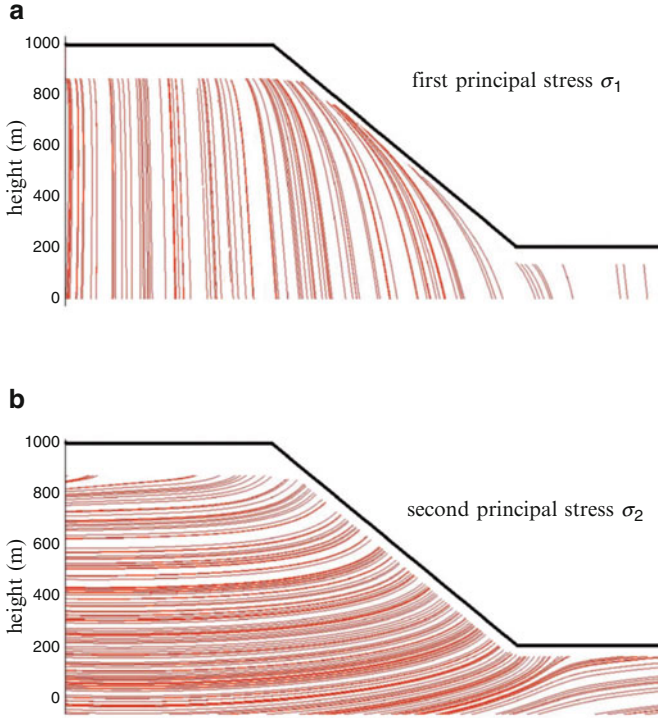 a
1000
first principal stress σ1
800
600
height (m)
400
200
0
b
1000
800
second principal stress σ2
600
height (m)
400
200
0